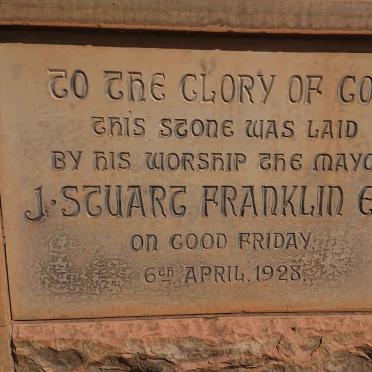 TO THE GLORY OF GO
THIS STONE WAS LAID
BY HIS WORSHIP THE MAYO
J. STUART FRANKLIN E
ON GOOD FRIDAY,
6TH APRIL, 1928.